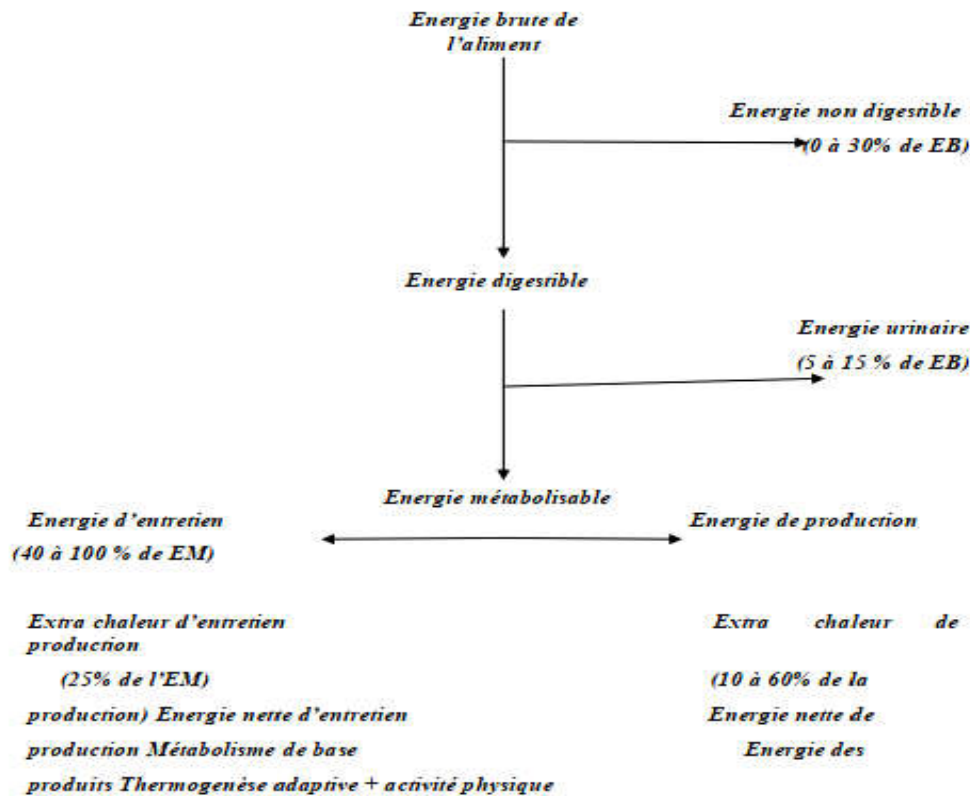 Energie brute de
l'aliment
Energie non digestible
(0 à 30% de EB)
Energie digestible
Energie urinaire
(5 à 15 % de EB)
Energie métabolisable
Energie d'entretien
Energie de production
(40 à 100 % de EM)
Extra chaleur d'entretien Extra chaleur de
production
(25% de l'EM) (10 à 60% de la
production) Energie nette d'entretien Energie nette de
production Métabolisme de base Energie des
produits Thermogenèse adaptive + activité physique